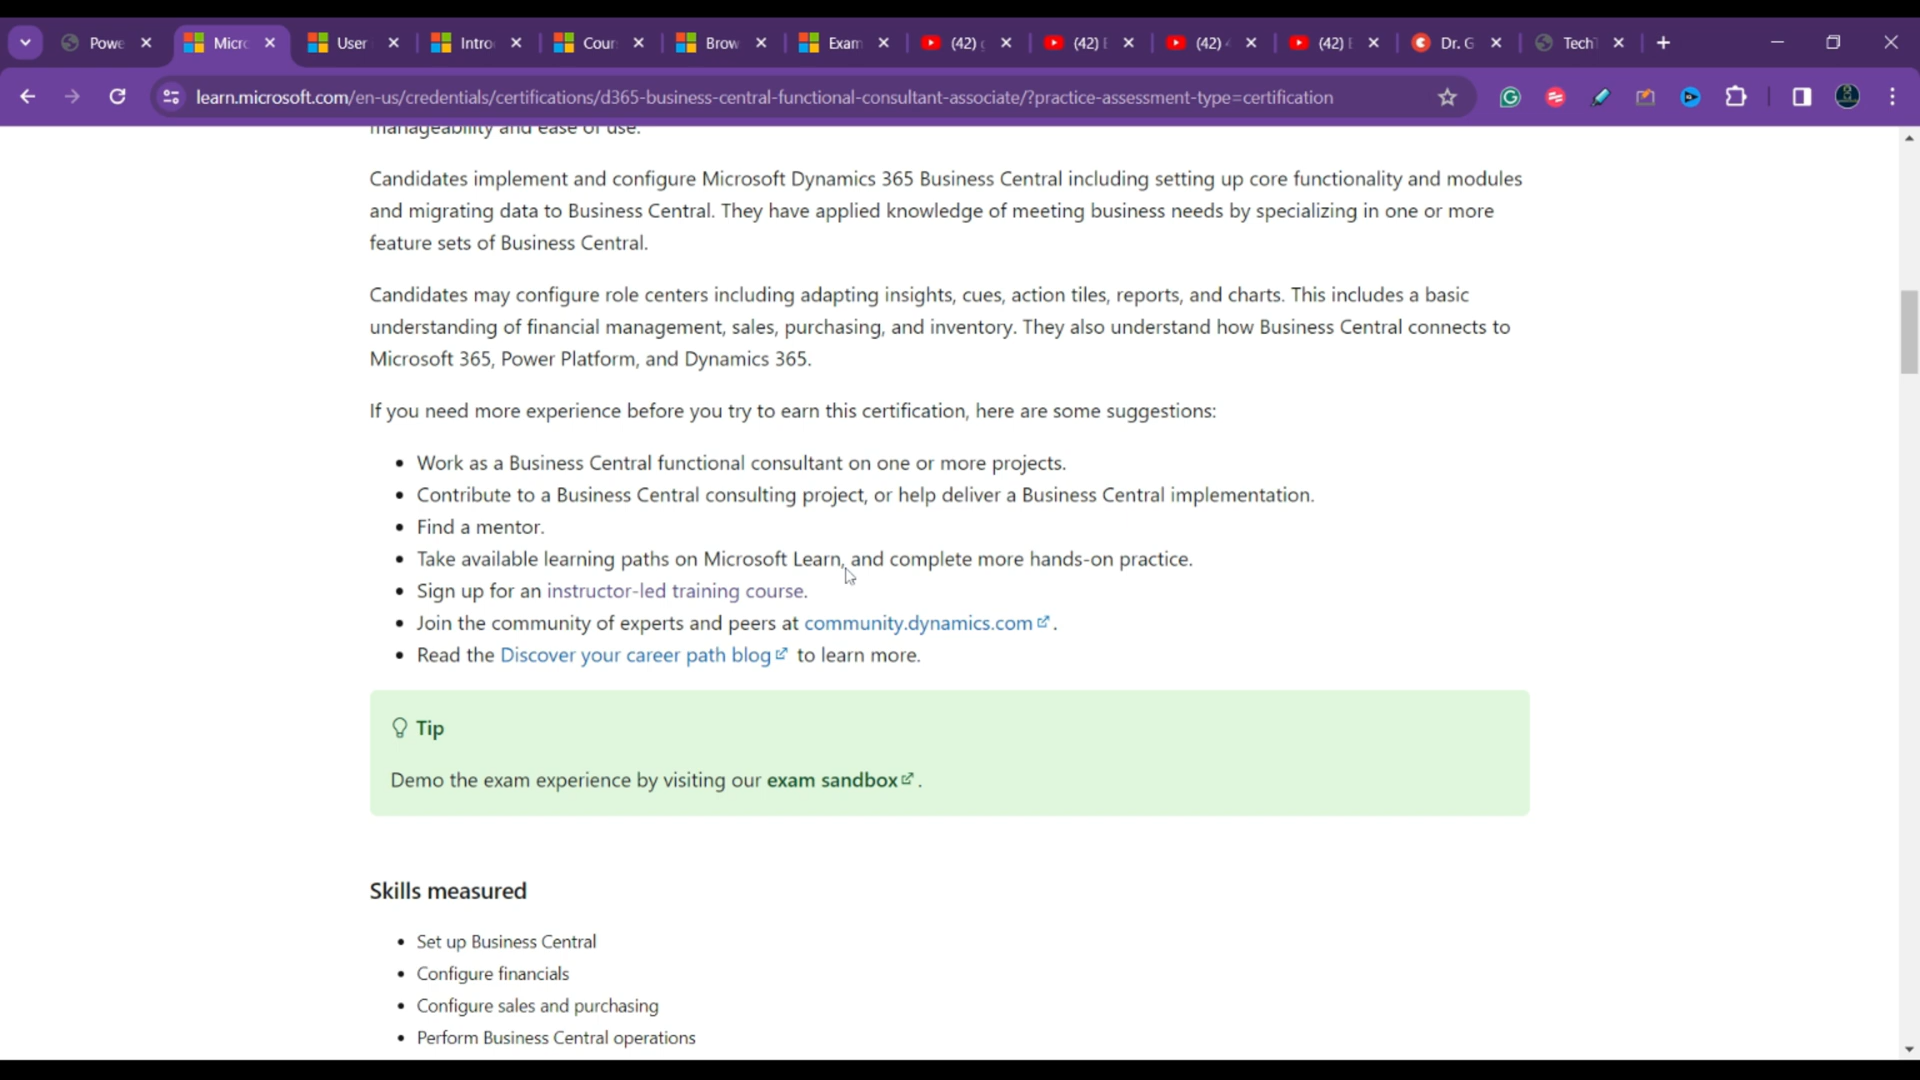 Powe
Micro
User
Intro
Cour
Brow
Exam
(42)
(42)
(42)
(42)
Dr. G
Tech
learn.microsoft.com/en-us/credentials/certifications/d365-business-central-functional-consultant-associate/?practice-assessment-type=certification
manageability and ease of use.
Candidates implement and configure Microsoft Dynamics 365 Business Central including setting up core functionality and modules
and migrating data to Business Central. They have applied knowledge of meeting business needs by specializing in one or more
feature sets of Business Central.
Candidates may configure role centers including adapting insights, cues, action tiles, reports, and charts. This includes a basic
understanding of financial management, sales, purchasing, and inventory. They also understand how Business Central connects to
Microsoft 365, Power Platform, and Dynamics 365.
If you need more experience before you try to earn this certification, here are some suggestions:
• Work as a Business Central functional consultant on one or more projects.
• Contribute to a Business Central consulting project, or help deliver a Business Central implementation.
• Find a mentor.
• Take available learning paths on Microsoft Learn, and complete more hands-on practice.
• Sign up for an instructor-led training course.
• Join the community of experts and peers at community.dynamics.com .
• Read the Discover your career path blog to learn more.
Tip
Demo the exam experience by visiting our exam sandbox .
Skills measured
• Set up Business Central
• Configure financials
• Configure sales and purchasing
• Perform Business Central operations